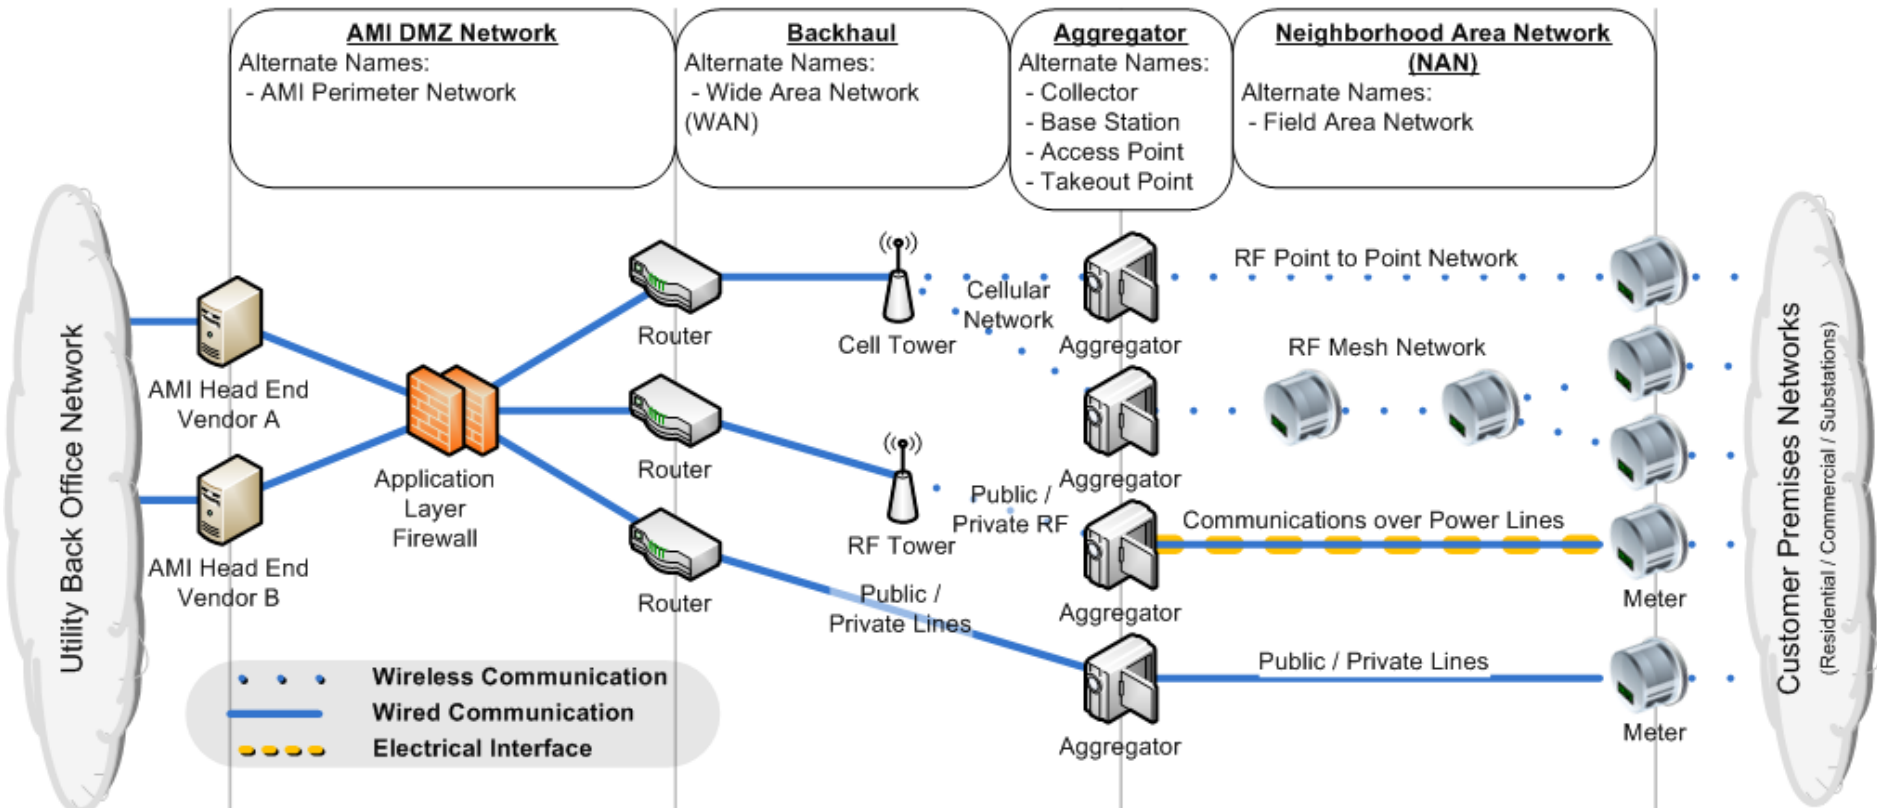 AMI DMZ Network
Alternate Names:
- AMI Perimeter Network
Backhaul
Alternate Names:
- Wide Area Network
(WAN)
Aggregator
Alternate Names:
- Collector
- Base Station
- Access Point
- Takeout Point
Neighborhood Area Network
(NAN)
Alternate Names:
- Field Area Network
Utility Back Office Network
AMI Head End
Vendor A
AMI Head End
Vendor B
Application
Layer
Firewall
Router
Router
Router
Cell Tower
RF Tower
Cellular
Network
Public /
Private RF
Public /
Private Lines
Aggregator
Aggregator
Aggregator
Aggregator
RF Point to Point Network
RF Mesh Network
Communications over Power Lines
Public / Private Lines
Meter
Meter
Customer Premises Networks
(Residential / Commercial / Substations)
Wireless Communication
Wired Communication
Electrical Interface